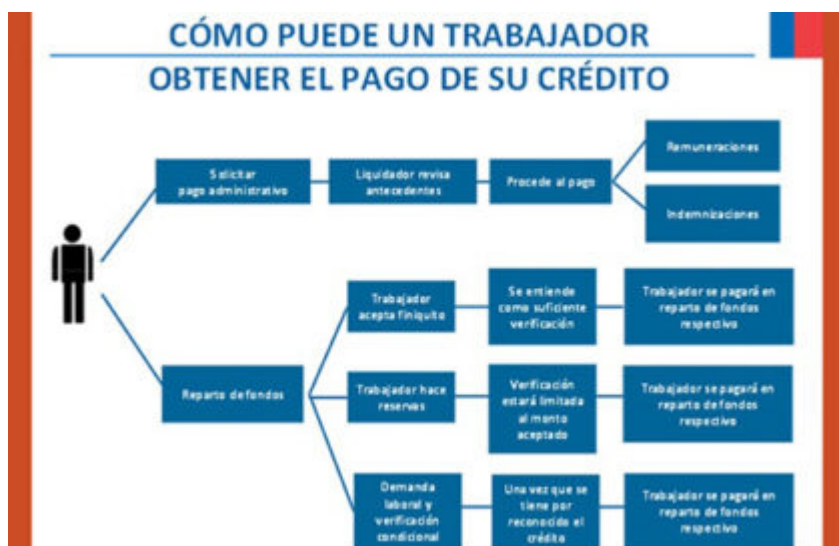 CÓMO PUEDE UN TRABAJADOR
OBTENER EL PAGO DE SU CRÉDITO
Solicitar
pago administrativo
Liquidador revisa
antecedentes
Procede al pago
Remuneraciones
Indemnizaciones
Reparto de fondos
Trabajador
acepta finiquito
Se entiende
como suficiente
verificación
Trabajador se pagará en
reparto de fondos
respectivo
Trabajador hace
reservas
Verificación
estará limitada
al monto
aceptado
Trabajador se pagará en
reparto de fondos
respectivo
Demanda
laboral y
verificación
condicional
Una vez que se
tiene por
reconocido el
crédito
Trabajador se pagará en
reparto de fondos
respectivo